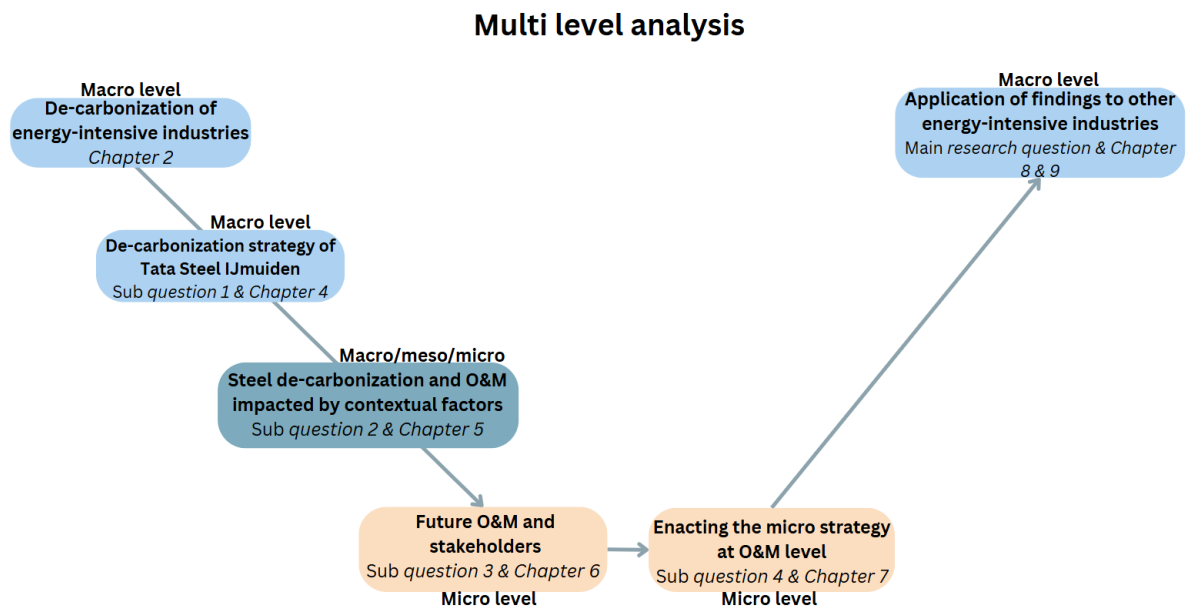 Multi level analysis
Macro level
De-carbonization of
energy-intensive industries
Chapter 2
Macro level
De-carbonization strategy of
Tata Steel IJmuiden
Sub question 1 & Chapter 4
Macro/meso/micro
Steel de-carbonization and O&M
impacted by contextual factors
Sub question 2 & Chapter 5
Future O&M and
stakeholders
Sub question 3 & Chapter 6
Micro level
Enacting the micro strategy
at O&M level
Sub question 4 & Chapter 7
Micro level
Macro level
Application of findings to other
energy-intensive industries
Main research question & Chapter
8 & 9